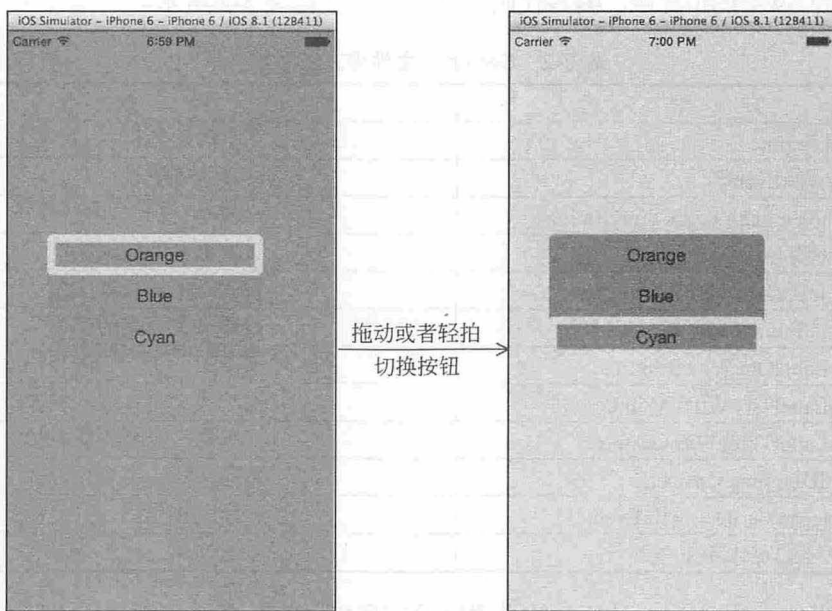 iOS Simulator – iPhone 6 – iPhone 6 / iOS 8.1 (128411)
Carrier
6:59 PM
Orange
Blue
Cyan
拖动或者轻拍
切换按钮
iOS Simulator – iPhone 6 – iPhone 6 / iOS 8.1 (128411)
Carrier
7:00 PM
Orange
Blue
Cyan